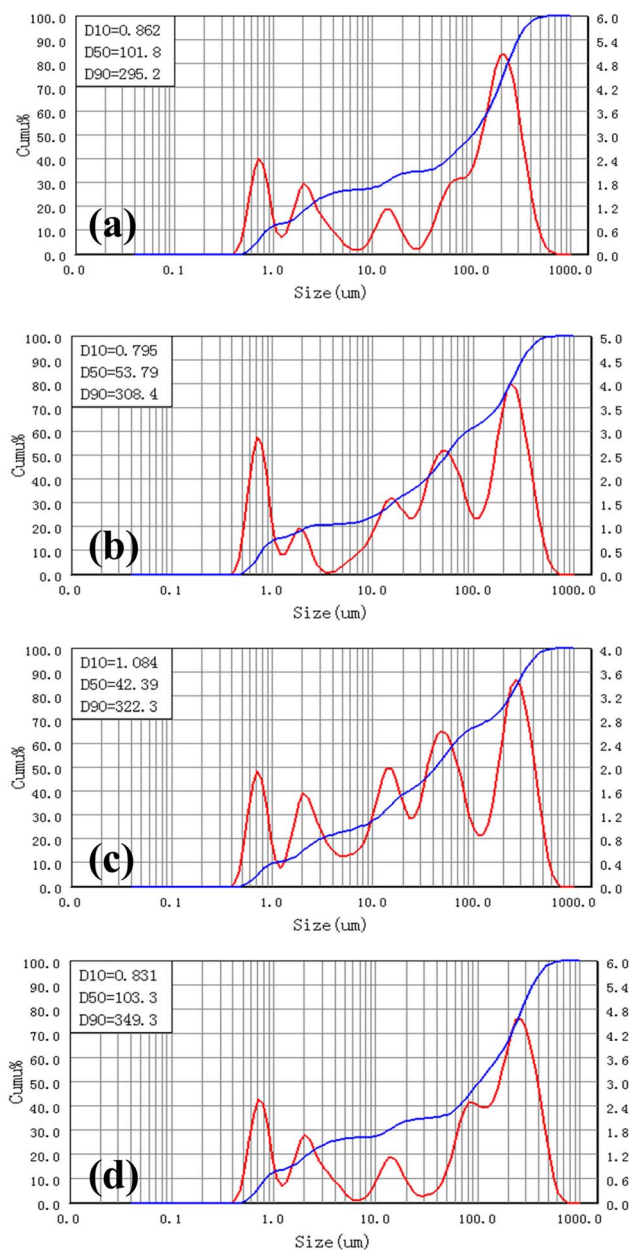 100.0 6.0
D10=0.862
90.0 5.4
D50=101.8
80.0 4.8
D90=295.2
70.0 4.2
60.0 3.6
Cumu%
50.0 3.0
40.0 2.4
30.0 1.8
20.0 1.2
(a)
10.0 0.6
0.0 0.0
0.0 0.1 1.0 10.0 100.0 1000.0
Size(um)
100.0 5.0
D10=0.795
90.0 4.5
D50=53.79
80.0 4.0
D90=308.4
70.0 3.5
60.0 3.0
Cumu%
50.0 2.5
40.0 2.0
30.0 1.5
20.0 1.0
(b)
10.0 0.5
0.0 0.0
0.0 0.1 1.0 10.0 100.0 1000.0
Size(um)
100.0 4.0
D10=1.084
90.0 3.6
D50=42.39
80.0 3.2
D90=322.3
70.0 2.8
60.0 2.4
Cumu%
50.0 2.0
40.0 1.6
30.0 1.2
20.0 0.8
(c)
10.0 0.4
0.0 0.0
0.0 0.1 1.0 10.0 100.0 1000.0
Size(um)
100.0 6.0
D10=0.831
90.0 5.4
D50=103.3
80.0 4.8
D90=349.3
70.0 4.2
60.0 3.6
Cumu%
50.0 3.0
40.0 2.4
30.0 1.8
20.0 1.2
(d)
10.0 0.6
0.0 0.0
0.0 0.1 1.0 10.0 100.0 1000.0
Size(um)